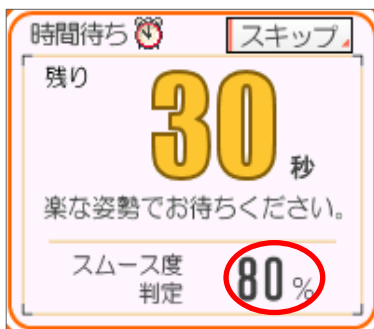 時間待ち
スキップ
残り
30
秒
楽な姿勢でお待ちください。
スムース度
判定
80%